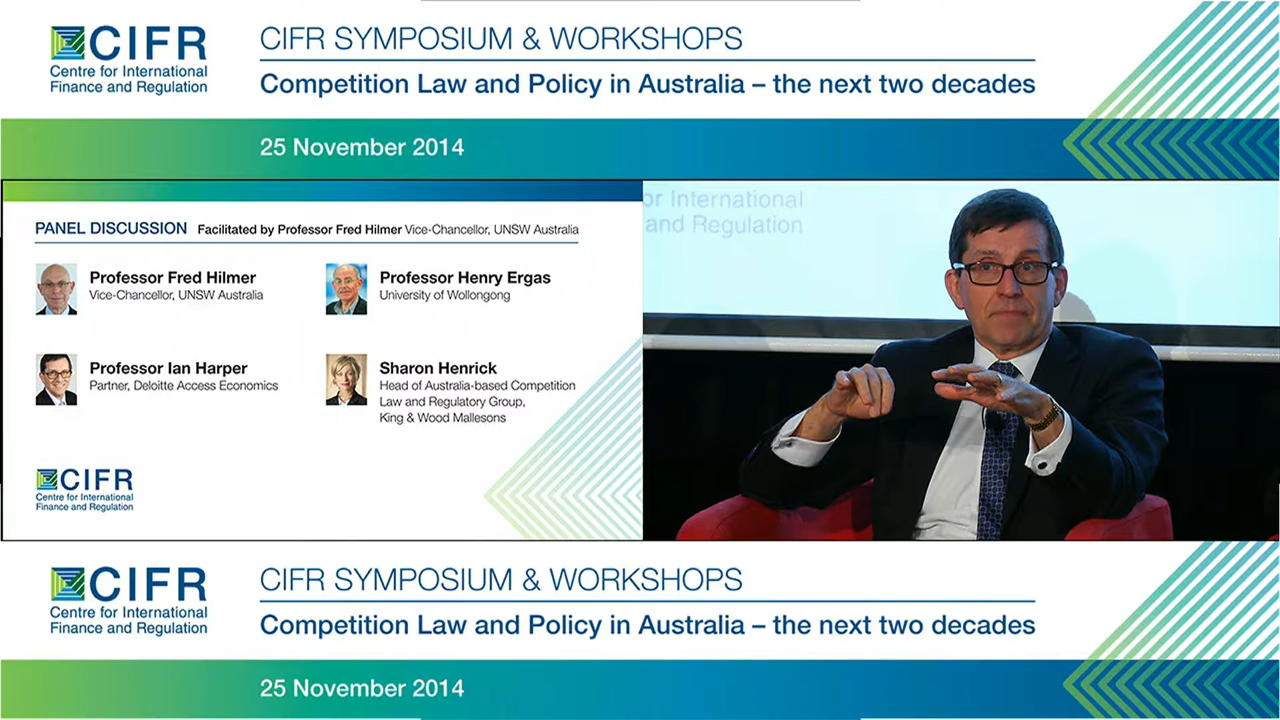 CIFR
Centre for International
Finance and Regulation
CIFR SYMPOSIUM & WORKSHOPS
Competition Law and Policy in Australia – the next two decades
25 November 2014
PANEL DISCUSSION Facilitated by Professor Fred Hilmer Vice-Chancellor, UNSW Australia
Professor Fred Hilmer
Vice-Chancellor, UNSW Australia
Professor Henry Ergas
University of Wollongong
Professor Ian Harper
Partner, Deloitte Access Economics
Sharon Henrick
Head of Australia-based Competition
Law and Regulatory Group,
King & Wood Mallesons
CIFR
Centre for International
Finance and Regulation
or International
and Regulation
CIFR
Centre for International
Finance and Regulation
CIFR SYMPOSIUM & WORKSHOPS
Competition Law and Policy in Australia – the next two decades
25 November 2014